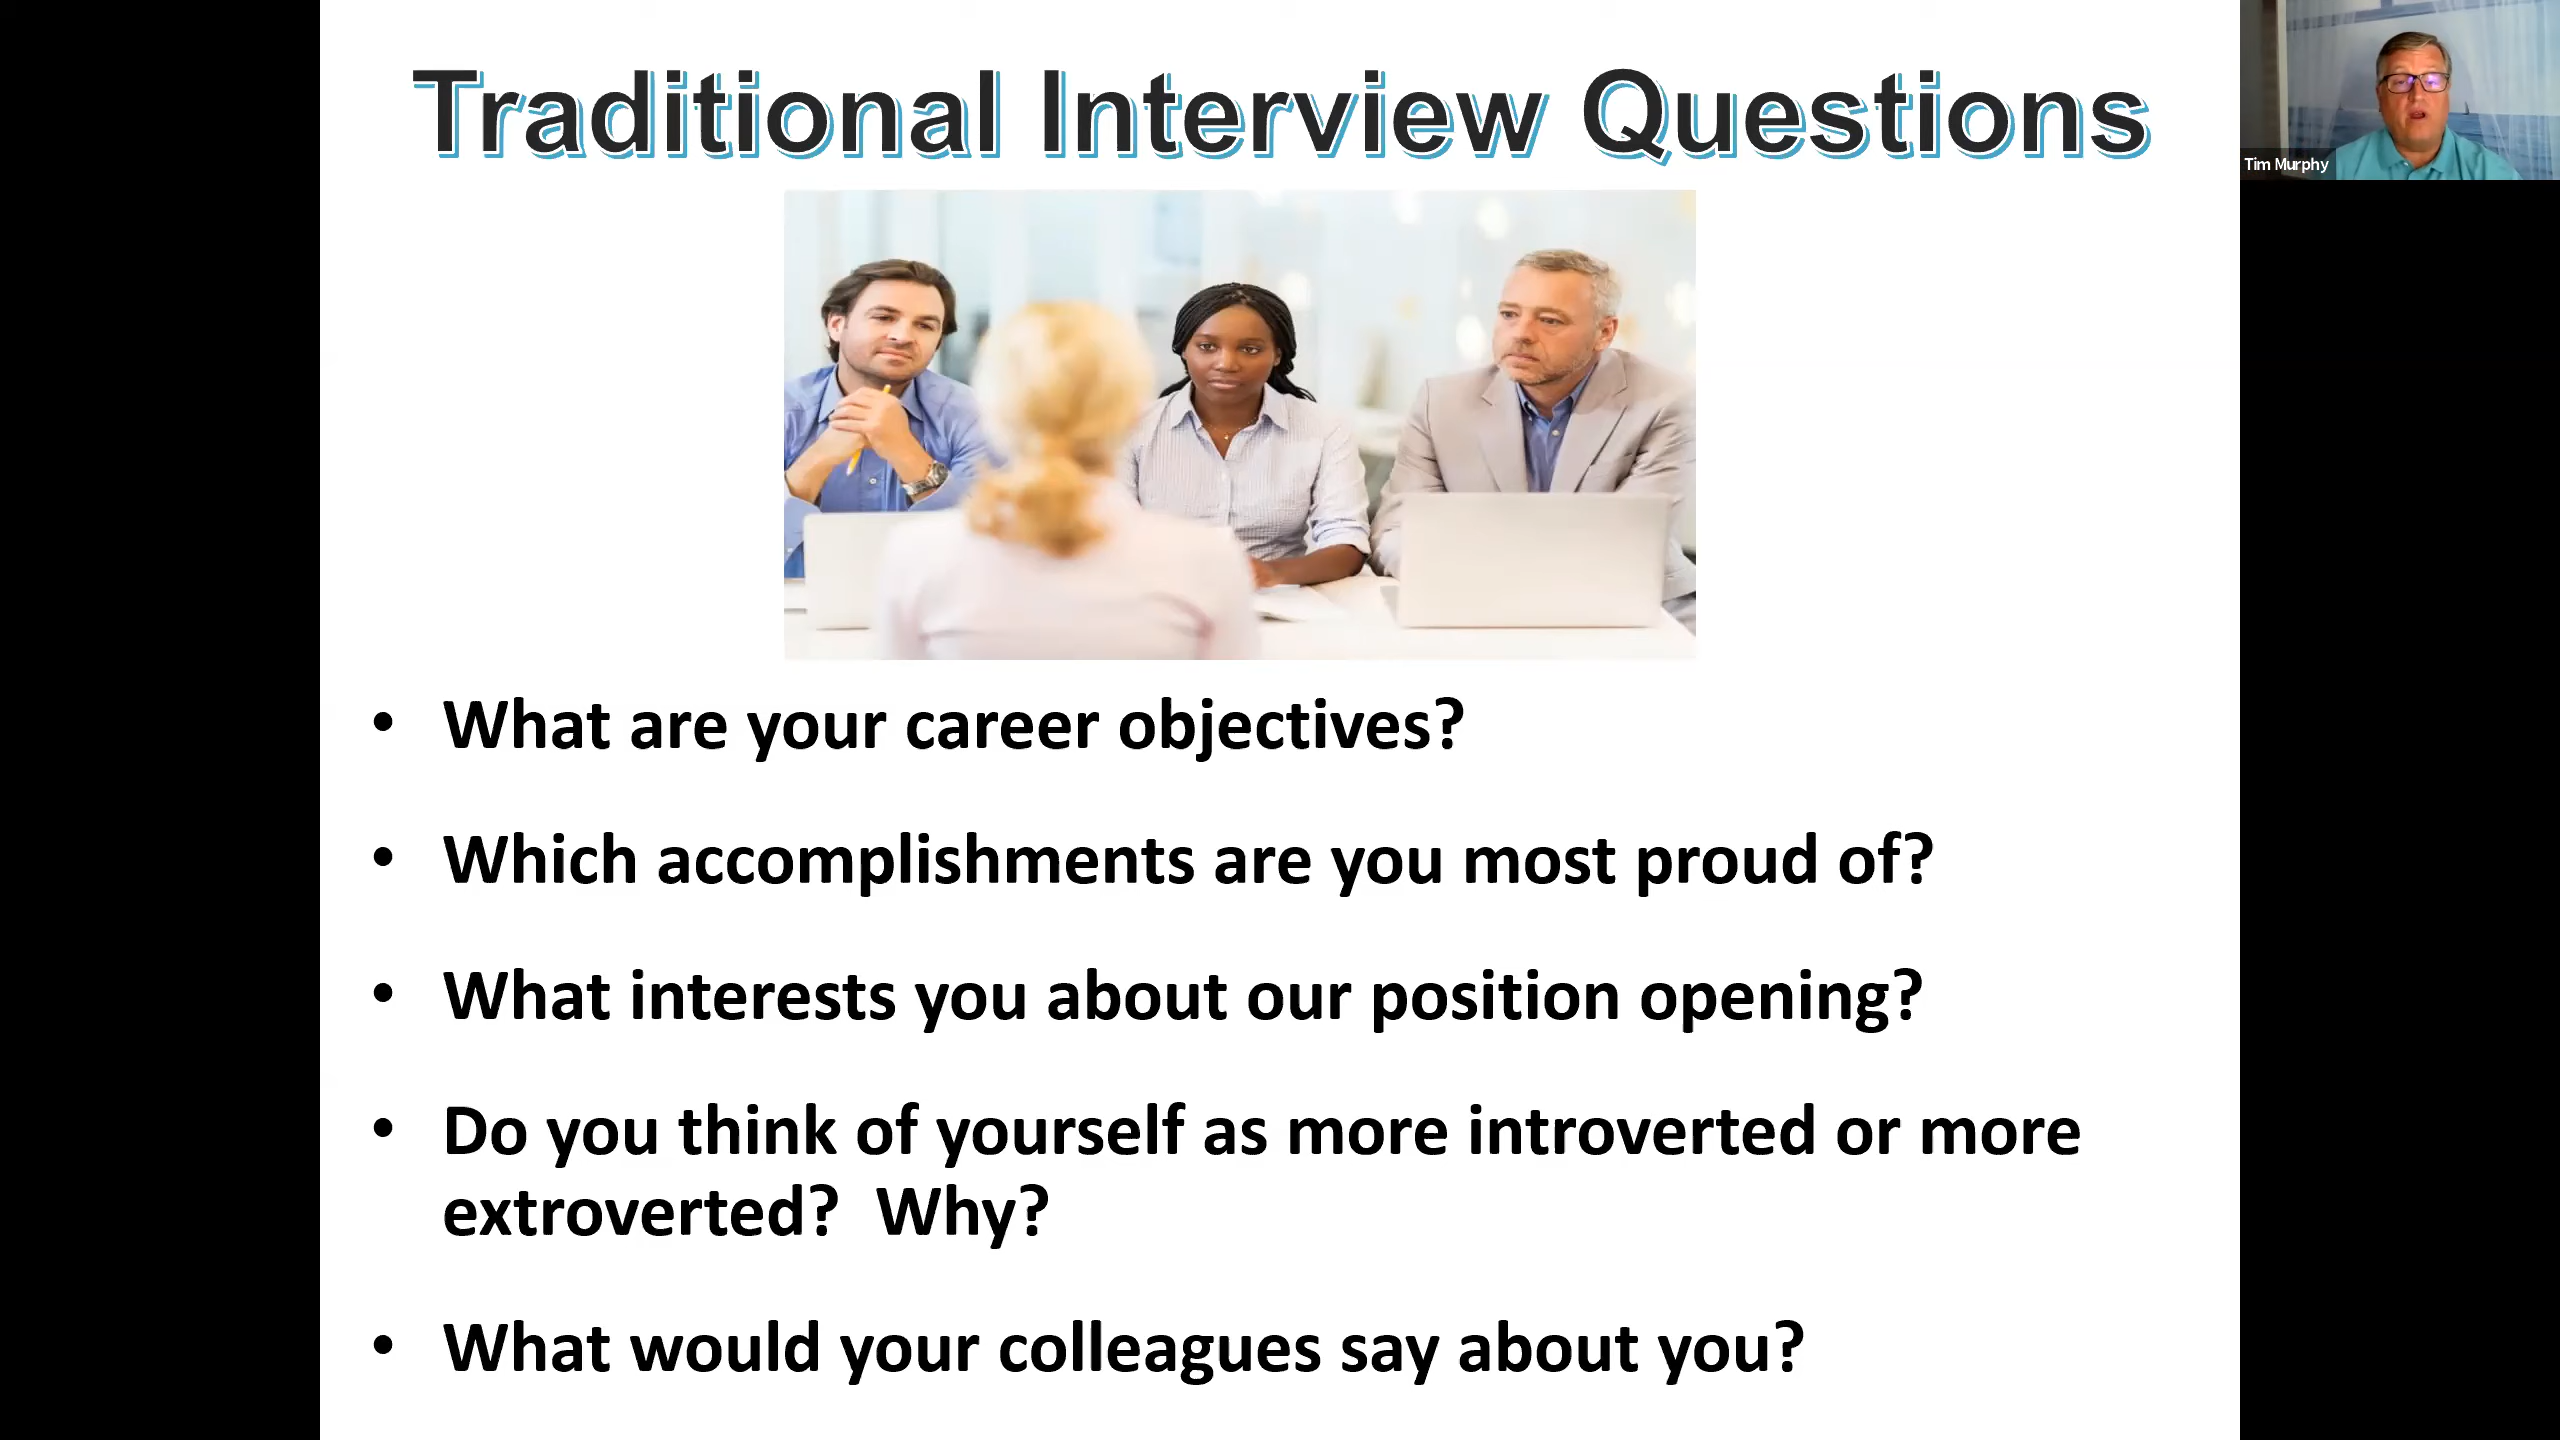 Traditional Interview Questions
Tim Murphy
• What are your career objectives?
• Which accomplishments are you most proud of?
• What interests you about our position opening?
• Do you think of yourself as more introverted or more
extroverted?  Why?
• What would your colleagues say about you?